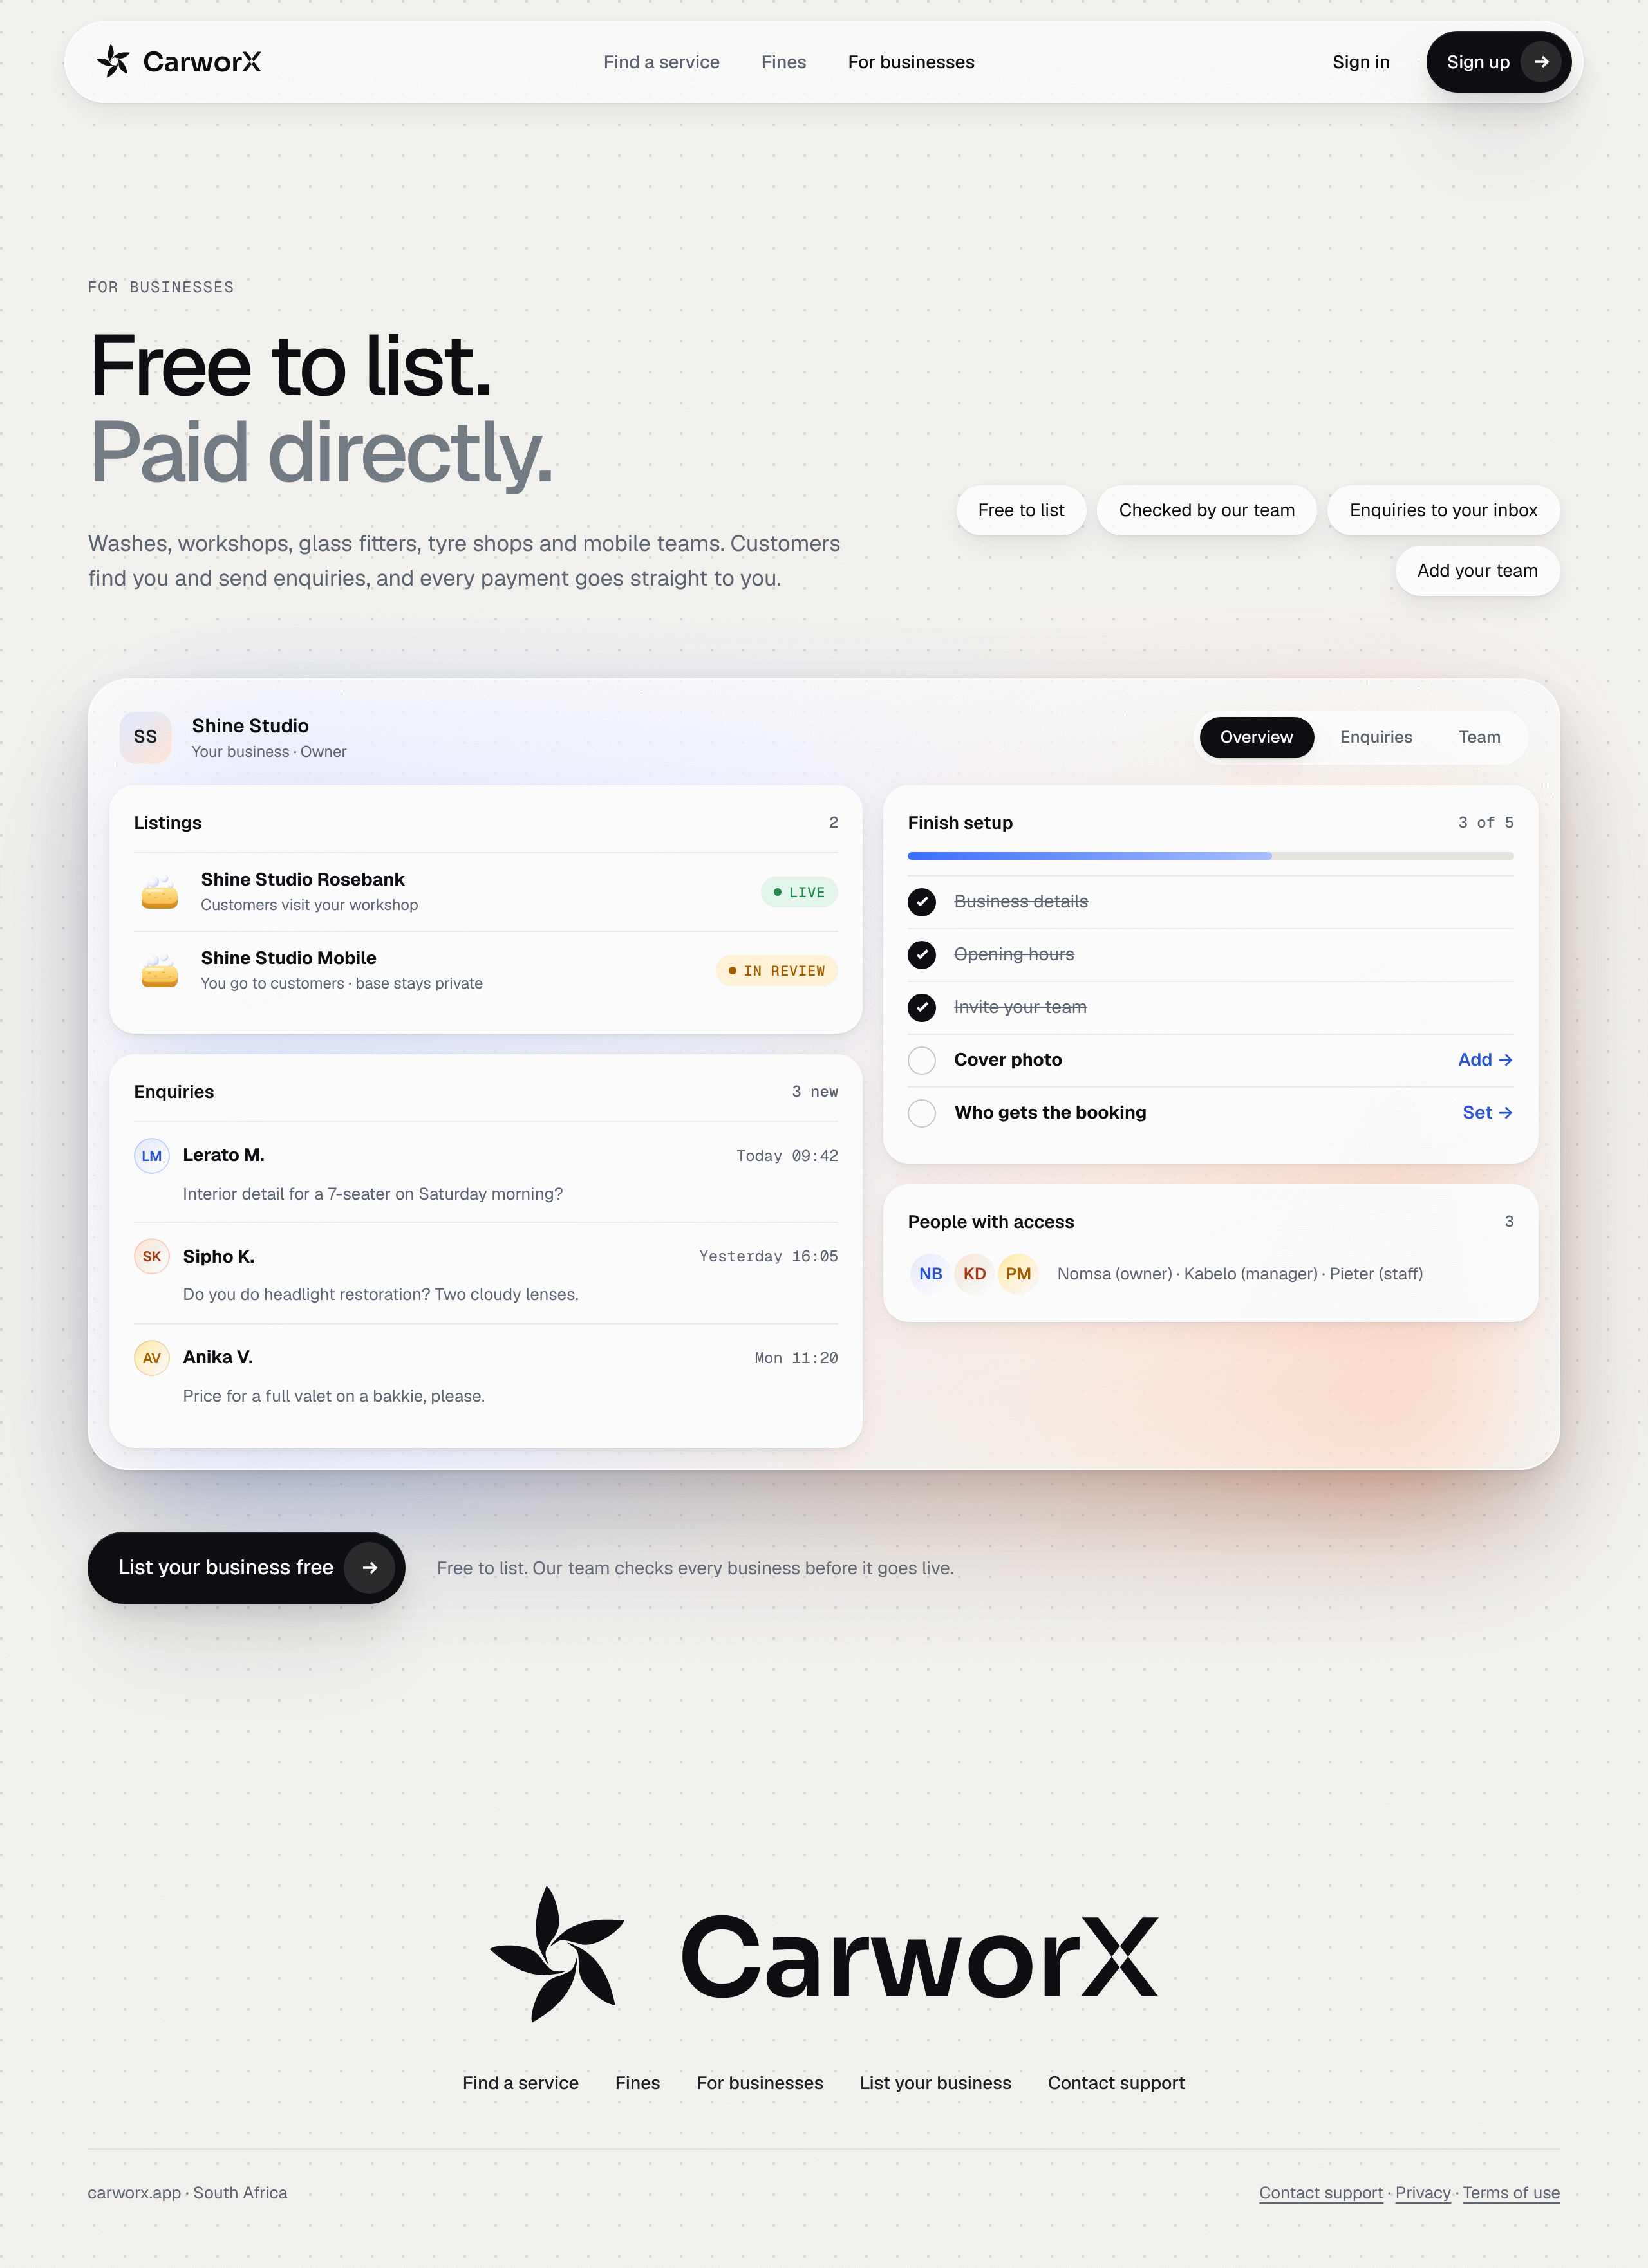 CarworX
Find a service
Fines
For businesses
Sign in
Sign up
FOR BUSINESSES
Free to list.
Paid directly.
Washes, workshops, glass fitters, tyre shops and mobile teams. Customers
find you and send enquiries, and every payment goes straight to you.
Free to list
Checked by our team
Enquiries to your inbox
Add your team
SS
Shine Studio
Your business · Owner
Overview
Enquiries
Team
Listings
2
Shine Studio Rosebank
Customers visit your workshop
LIVE
Shine Studio Mobile
You go to customers · base stays private
IN REVIEW
Enquiries
3 new
LM
Lerato M.
Today 09:42
Interior detail for a 7-seater on Saturday morning?
SK
Sipho K.
Yesterday 16:05
Do you do headlight restoration? Two cloudy lenses.
AV
Anika V.
Mon 11:20
Price for a full valet on a bakkie, please.
Finish setup
3 of 5
Business details
Opening hours
Invite your team
Cover photo
Add →
Who gets the booking
Set →
People with access
3
NB
KD
PM
Nomsa (owner) · Kabelo (manager) · Pieter (staff)
List your business free →
Free to list. Our team checks every business before it goes live.
CarworX
Find a service
Fines
For businesses
List your business
Contact support
carworx.app · South Africa
Contact support · Privacy · Terms of use